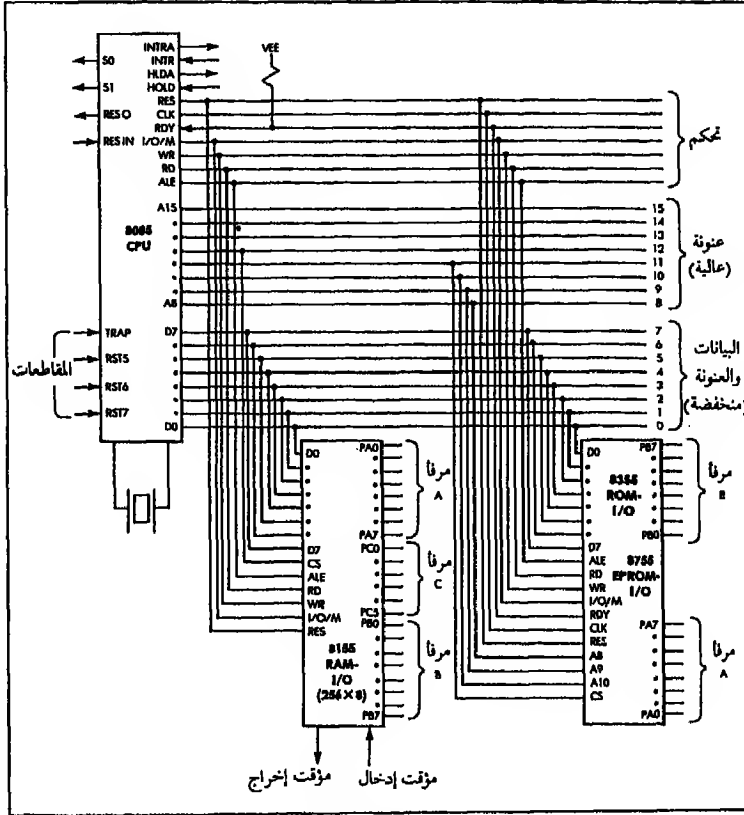 S0
S1
RES O
RES IN
INTRA
INTR
HLDA
HOLD
RES
CLK
RDY
I/O/M
WR
RD
ALE
A15
8085
CPU
A8
TRAP
D7
RST5
RST6
RST7
D0
المقاطعات
VEE
تحكم
15
14
13
12
11
10
9
8
عنونة
(عالية)
7
6
5
4
3
2
1
0
البيانات
والعنونة
(منخفضة)
D0
D7
CS
ALE
RD
WR
I/O/M
RES
8155
RAM-
I/O
(256×8)
PA0
PA7
PC0
PC5
PB0
PB7
مرفأ
A
مرفأ
C
مرفأ
B
مؤقت إخراج
مؤقت إدخال
D0
8355
ROM-
I/O
D7
ALE
RD
WR
I/O/M
RDY
CLK
RES
A8
A9
A10
CS
8755
EPROM-
I/O
PB7
PB0
PA7
PA0
مرفأ
B
مرفأ
A